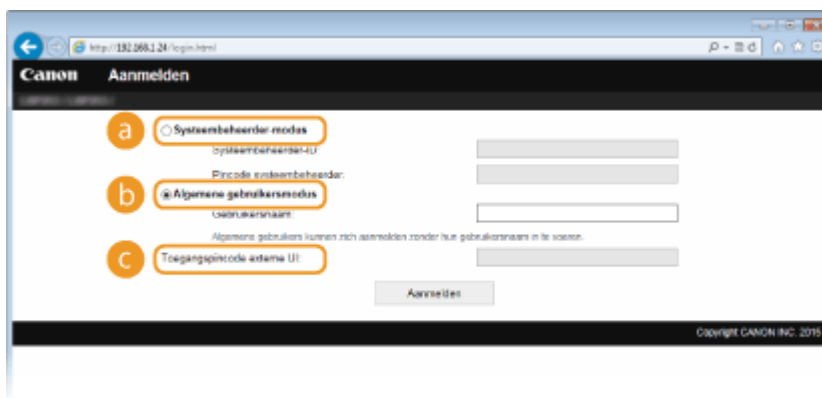 http://192.168.1.24/login.html
Canon Aanmelden
a Systeembeheerder-modus
Systeembeheerder-ID:
Pincode systeembeheerder:
b Algemene gebruikersmodus
Gebruikersnaam:
Algemene gebruikers kunnen zich aanmelden zonder hun gebruikersnaam in te voeren.
c Toegangspincode externe UI:
Aanmelden
Copyright CANON INC. 2015